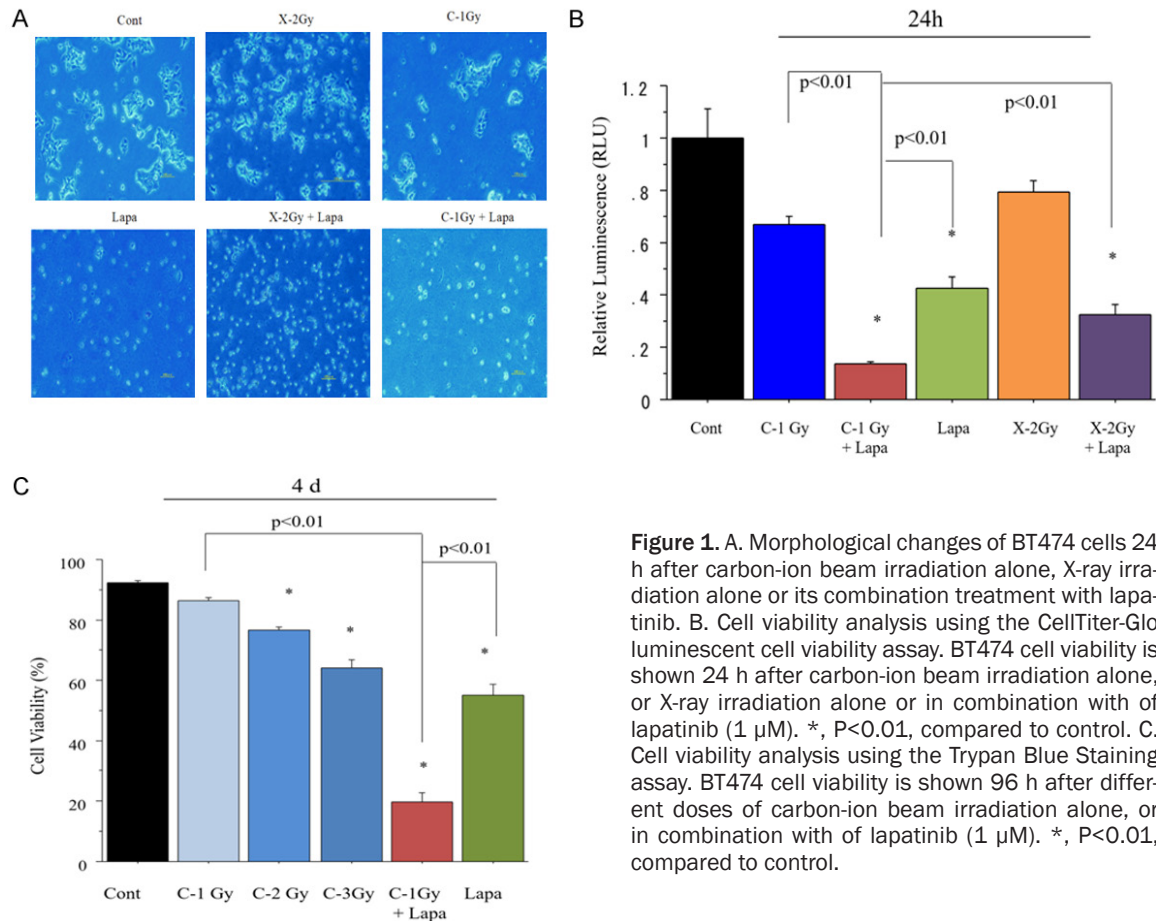 A
Cont
X-2Gy
C-1Gy
Lapa
X-2Gy + Lapa
C-1Gy + Lapa
B
24h
p<0.01
p<0.01
p<0.01
Relative Luminescence (RLU)
1.2
1
.8
.6
.4
.2
0
*
*
*
Cont
C-1 Gy
C-1 Gy
+ Lapa
Lapa
X-2Gy
X-2Gy
+ Lapa
C
4 d
p<0.01
p<0.01
Cell Viability (%)
100
80
60
40
20
0
*
*
*
*
Cont
C-1 Gy
C-2 Gy
C-3Gy
C-1Gy
+ Lapa
Lapa
Figure 1. A. Morphological changes of BT474 cells 24
h after carbon-ion beam irradiation alone, X-ray irra-
diation alone or its combination treatment with lapa-
tinib. B. Cell viability analysis using the CellTiter-Glo
luminescent cell viability assay. BT474 cell viability is
shown 24 h after carbon-ion beam irradiation alone,
or X-ray irradiation alone or in combination with of
lapatinib (1 µM). *, P<0.01, compared to control. C.
Cell viability analysis using the Trypan Blue Staining
assay. BT474 cell viability is shown 96 h after differ-
ent doses of carbon-ion beam irradiation alone, or
in combination with of lapatinib (1 µM). *, P<0.01,
compared to control.